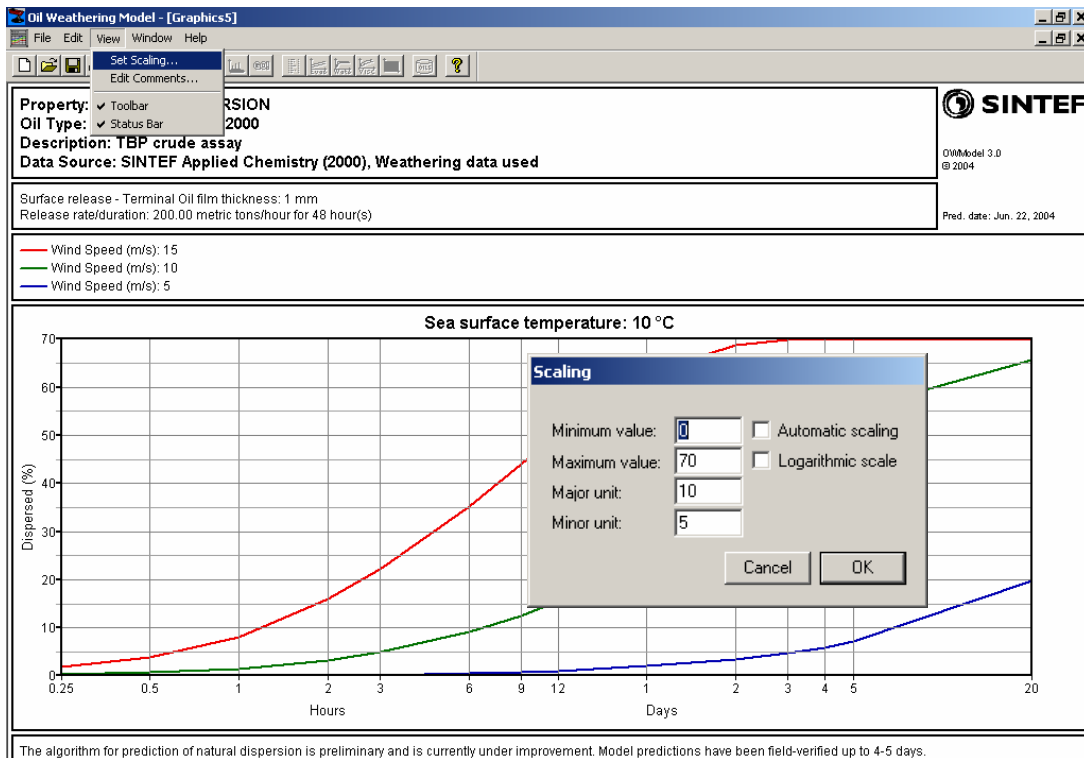 Oil Weathering Model - [Graphics5]
File Edit View Window Help
Set Scaling...
Edit Comments...
Toolbar
Status Bar
Property: RSION
Oil Type: 2000
Description: TBP crude assay
Data Source: SINTEF Applied Chemistry (2000), Weathering data used
SINTEF
OWModel 3.0
© 2004
Pred. date: Jun. 22, 2004
Surface release - Terminal Oil film thickness: 1 mm
Release rate/duration: 200.00 metric tons/hour for 48 hour(s)
Wind Speed (m/s): 15
Wind Speed (m/s): 10
Wind Speed (m/s): 5
Sea surface temperature: 10 °C
Dispersed (%)
70
60
50
40
30
20
10
0
0.25 0.5 1 2 3 6 9 12 1 2 3 4 5 20
Hours Days
Scaling
Minimum value: 0 Automatic scaling
Maximum value: 70 Logarithmic scale
Major unit: 10
Minor unit: 5
Cancel OK
The algorithm for prediction of natural dispersion is preliminary and is currently under improvement. Model predictions have been field-verified up to 4-5 days.